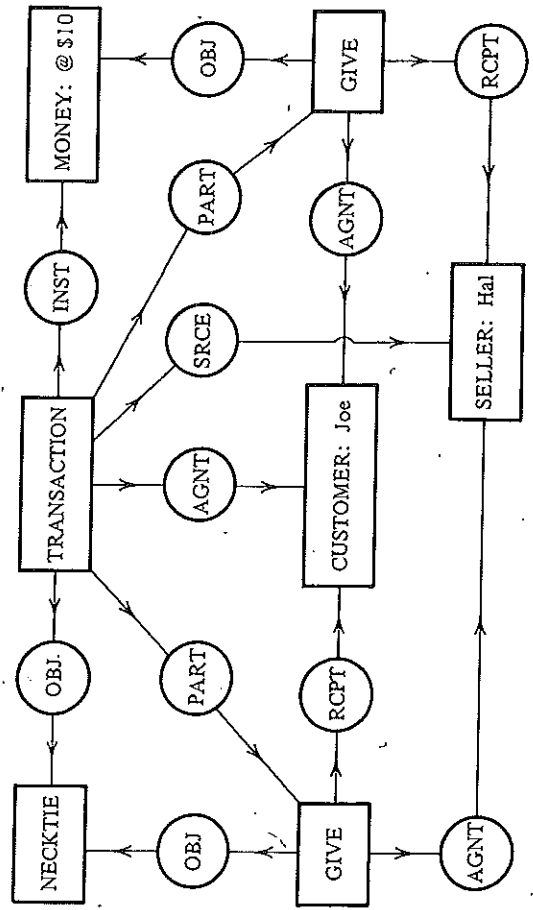 NECKTIE
OBJ
TRANSACTION
INST
MONEY: @ $10
OBJ
PART
AGNT
SRCE
PART
OBJ
GIVE
RCPT
CUSTOMER: Joe
AGNT
GIVE
AGNT
SELLER: Hal
RCPT